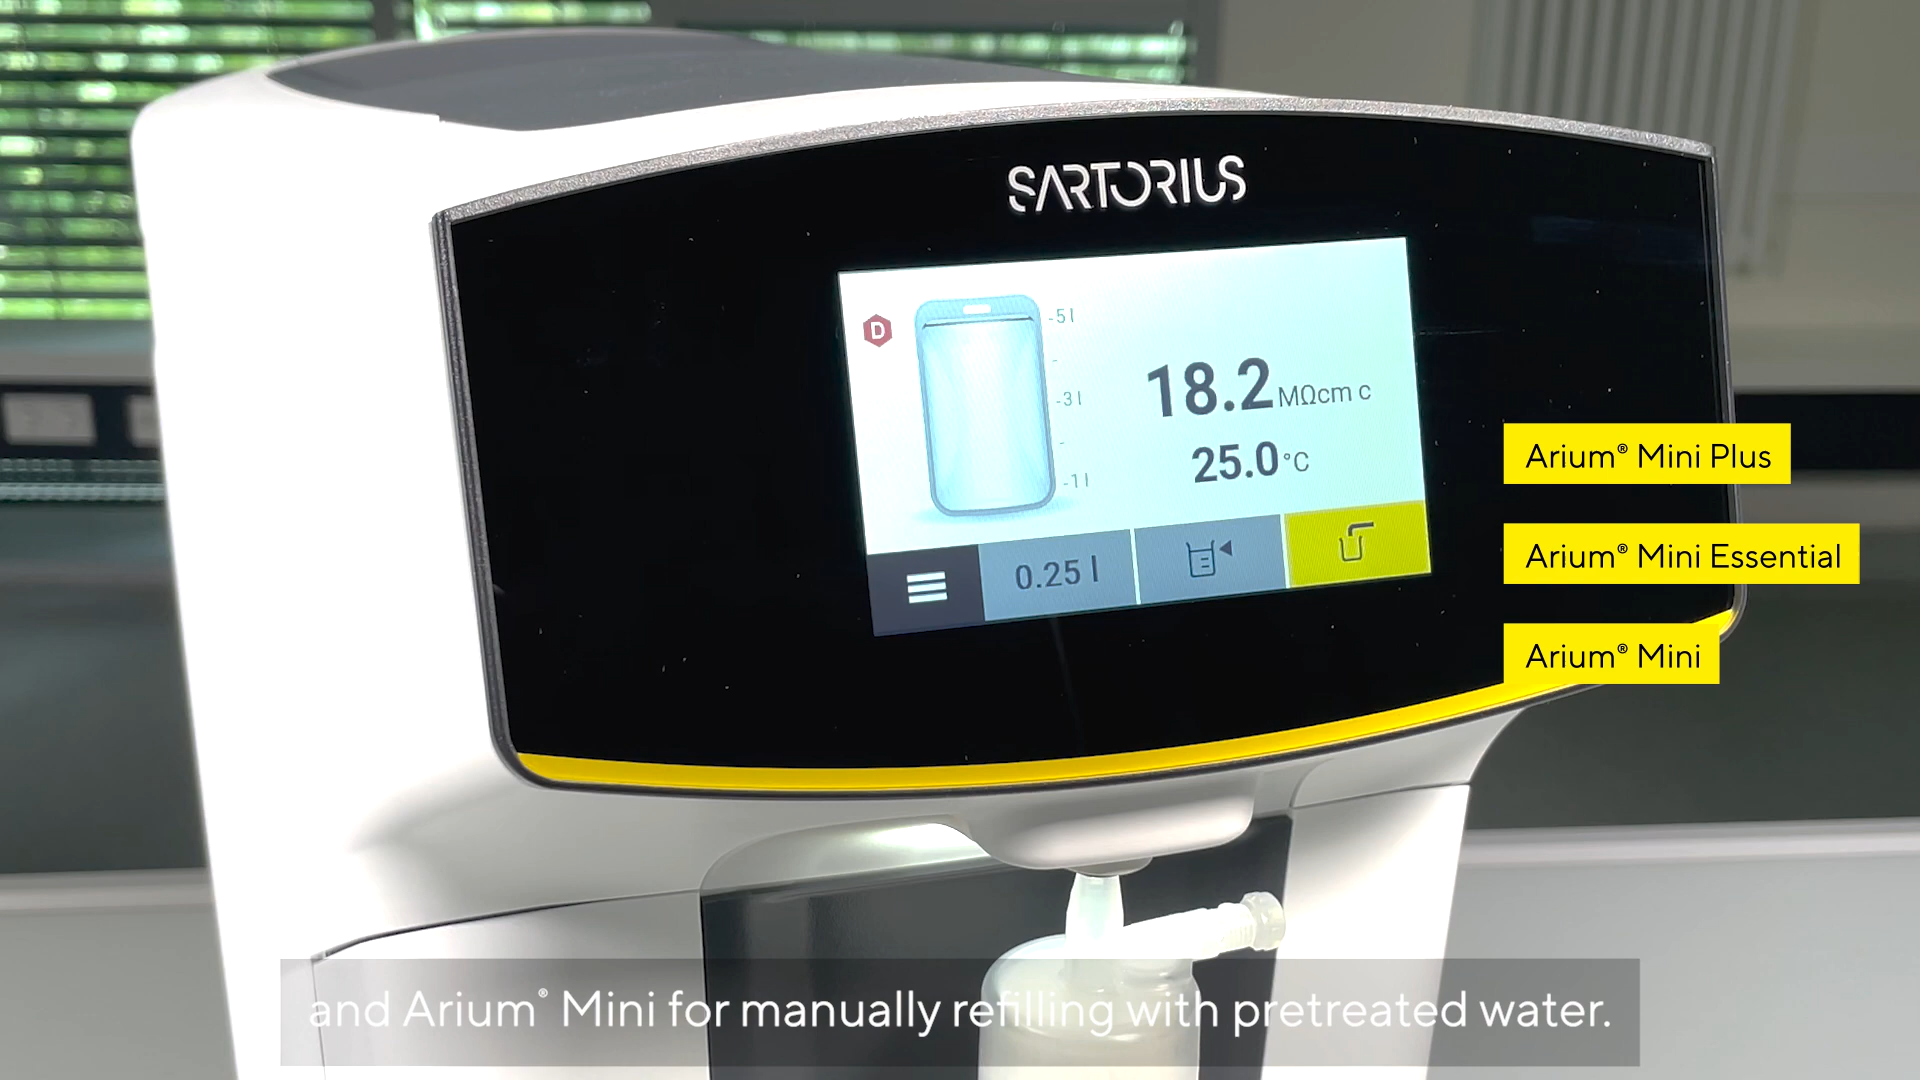 SARTORIUS
D
-5 l
-3 l
-1 l
18.2 MΩcm c
25.0 °C
0.25 l
Arium® Mini Plus
Arium® Mini Essential
Arium® Mini
and Arium® Mini for manually refilling with pretreated water.